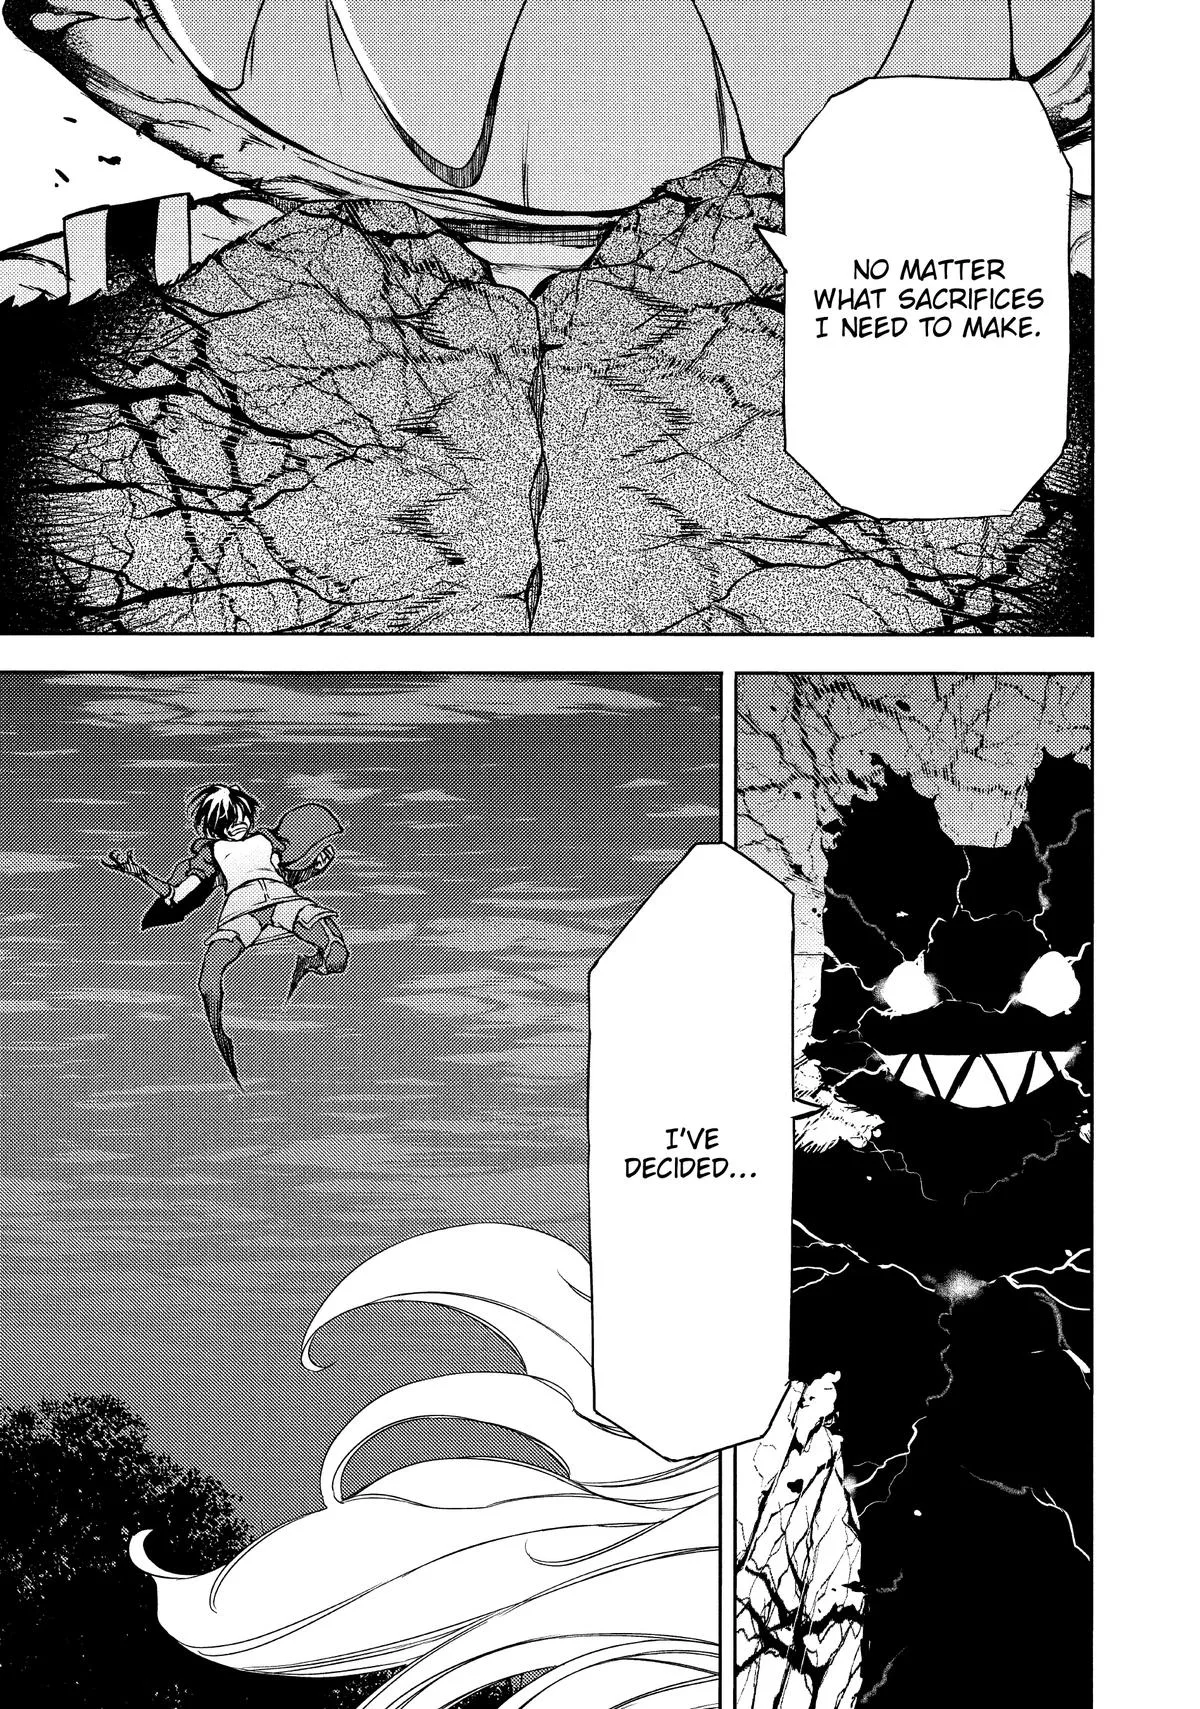 NO MATTER
WHAT SACRIFICES
I NEED TO MAKE.
I'VE
DECIDED...